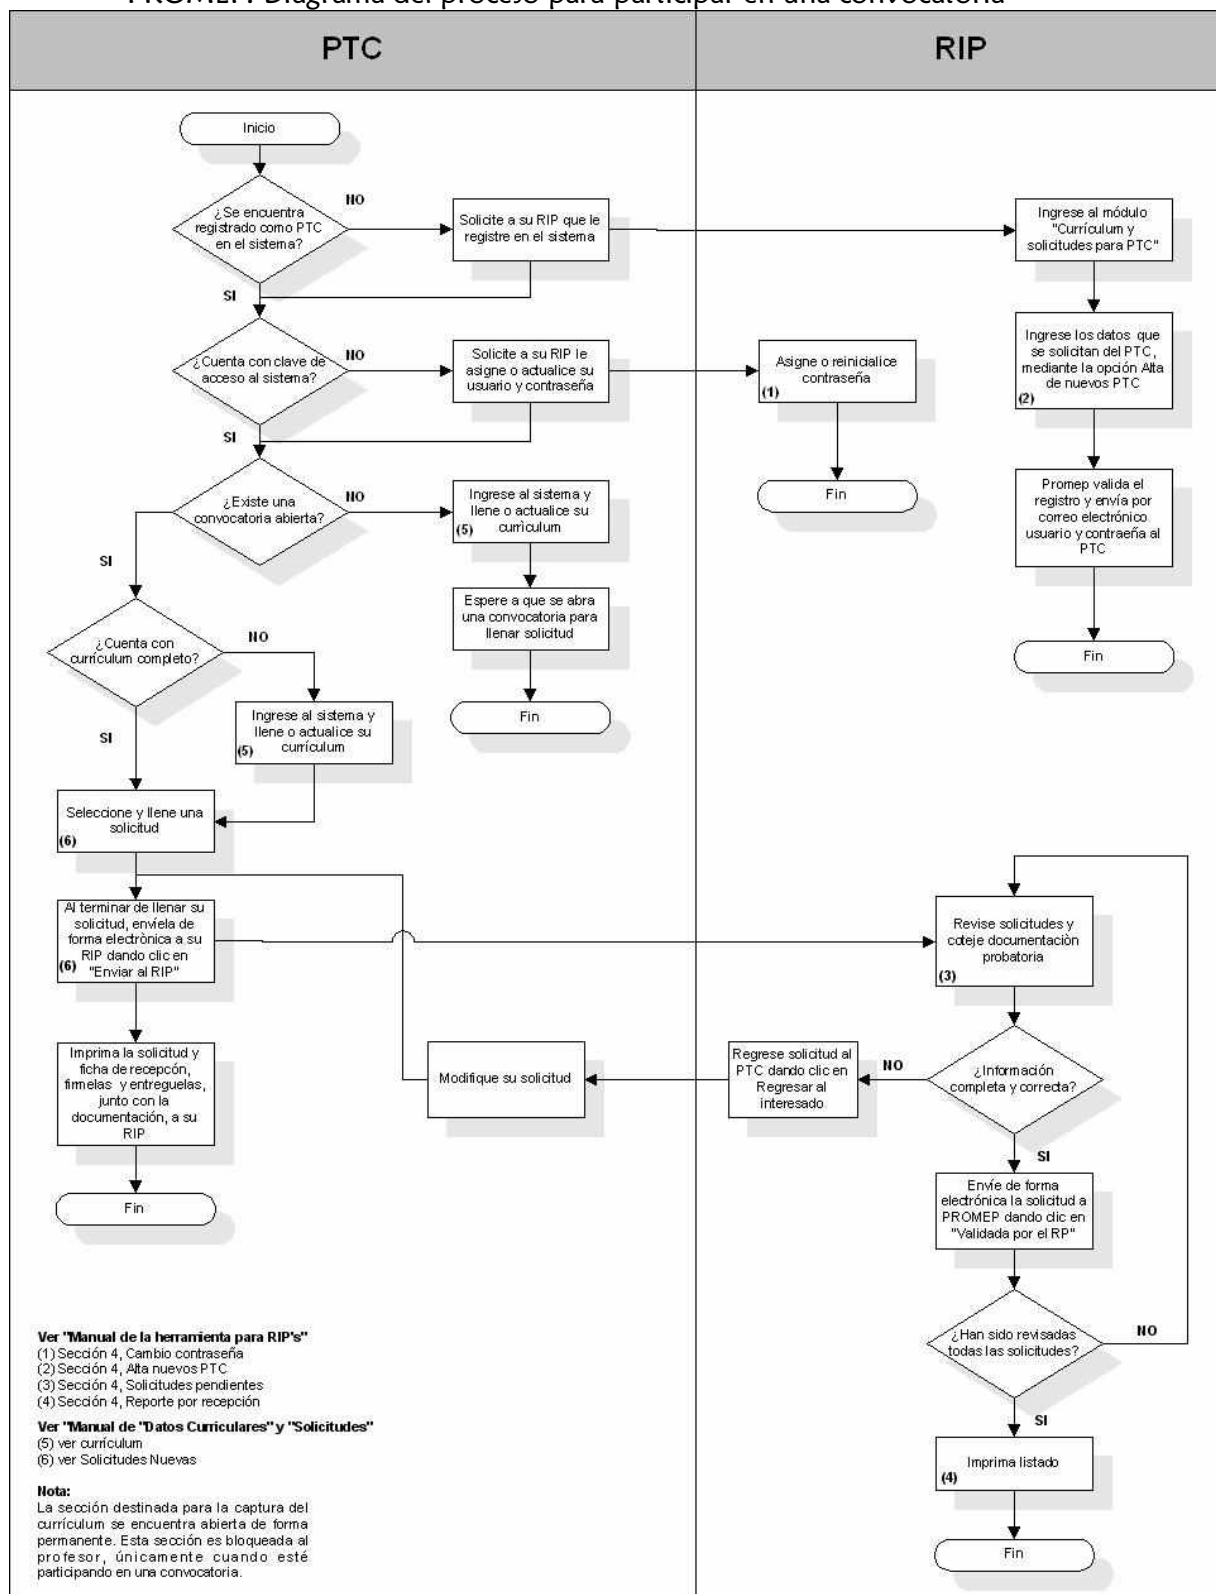 PROMEP: Diagrama del proceso para participar en una convocatoria
PTC
RIP
Inicio
¿Se encuentra
registrado como PTC
en el sistema?
NO
Solicite a su RIP que le
registre en el sistema
Ingrese al módulo
"Currículum y
solicitudes para PTC"
SI
¿Cuenta con clave de
acceso al sistema?
NO
Solicite a su RIP le
asigne o actualice su
usuario y contraseña
Asigne o reinicialice
contraseña
(1)
Ingrese los datos que
se solicitan del PTC,
mediante la opción Alta
de nuevos PTC
(2)
SI
¿Existe una
convocatoria abierta?
NO
Ingrese al sistema y
llene o actualice su
currìculum
(5)
Fin
Promep valida el
registro y envía por
correo electrónico
usuario y contraeña al
PTC
SI
Espere a que se abra
una convocatoria para
llenar solicitud
¿Cuenta con
currículum completo?
NO
Fin
Fin
Ingrese al sistema y
llene o actualice su
currículum
(5)
SI
Seleccione y llene una
solicitud
(6)
Al terminar de llenar su
solicitud, envíela de
forma electrònica a su
RIP dando clic en
"Enviar al RIP"
(6)
Revise solicitudes y
coteje documentaciòn
probatoria
(3)
Imprima la solicitud y
ficha de recepción,
firmelas y entreguelas,
junto con la
documentación, a su
RIP
Modifique su solicitud
Regrese solicitud al
PTC dando clic en
Regresar al
interesado
NO
¿Información
completa y correcta?
SI
Fin
Envíe de forma
electrónica la solicitud a
PROMEP dando clic en
"Validada por el RP"
¿Han sido revisadas
todas las solicitudes?
NO
SI
Imprima listado
(4)
Fin
Ver "Manual de la herramienta para RIP's"
(1) Sección 4, Cambio contraseña
(2) Sección 4, Alta nuevos PTC
(3) Sección 4, Solicitudes pendientes
(4) Sección 4, Reporte por recepción
Ver "Manual de "Datos Curriculares" y "Solicitudes"
(5) ver currículum
(6) ver Solicitudes Nuevas
Nota:
La sección destinada para la captura del
currículum se encuentra abierta de forma
permanente. Esta sección es bloqueada al
profesor, únicamente cuando esté
participando en una convocatoria.